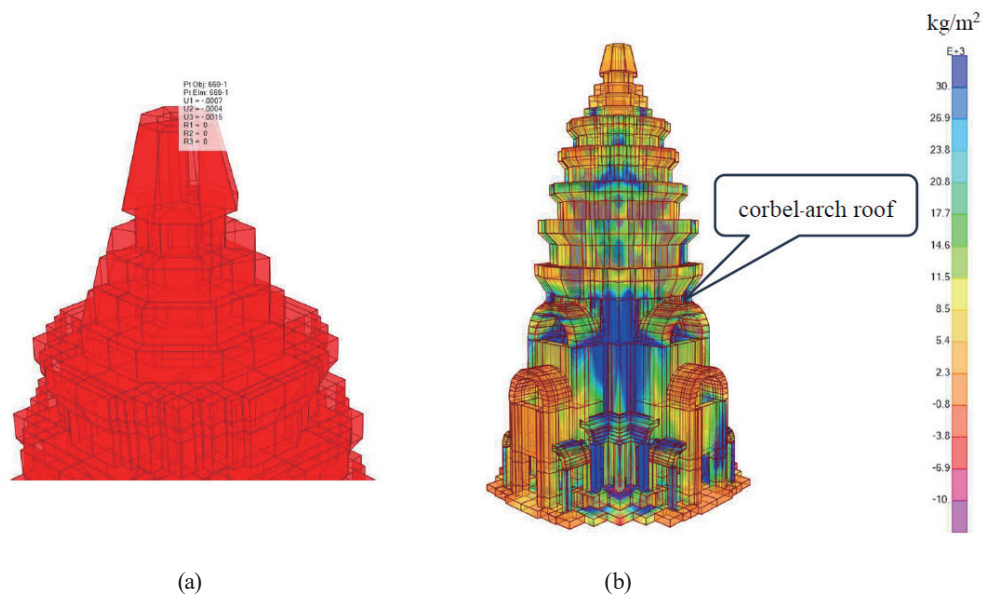 Pt Obj: 669-1
Pt Elm: 669-1
U1 = -.0007
U2 = -.0004
U3 = -.0015
R1 = 0
R2 = 0
R3 = 0
corbel-arch roof
kg/m²
E+3
30.
26.9
23.8
20.8
17.7
14.6
11.5
8.5
5.4
2.3
-0.8
-3.8
-6.9
-10.
(a)
(b)